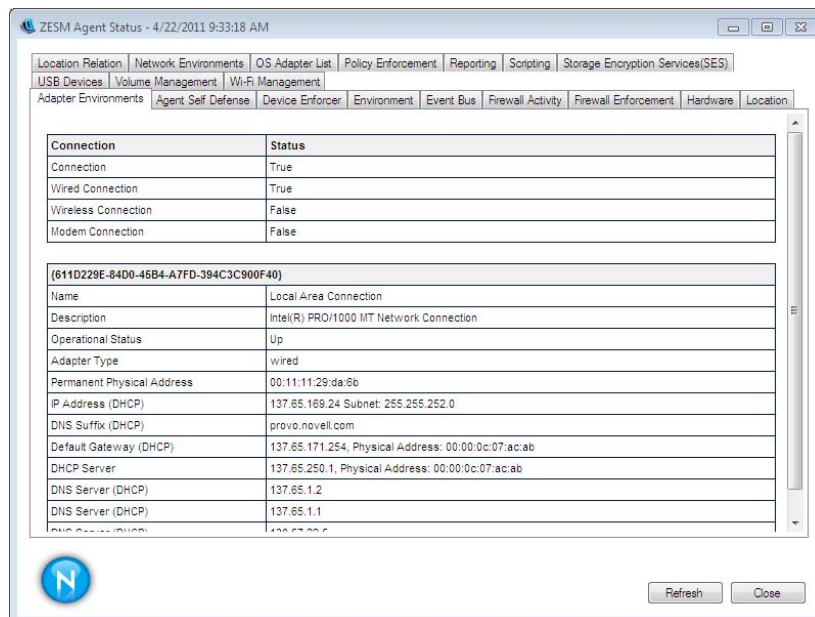 ZESM Agent Status - 4/22/2011 9:33:18 AM
Location Relation Network Environments OS Adapter List Policy Enforcement Reporting Scripting Storage Encryption Services(SES)
USB Devices Volume Management Wi-Fi Management
Adapter Environments Agent Self Defense Device Enforcer Environment Event Bus Firewall Activity Firewall Enforcement Hardware Location
Connection Status
Connection True
Wired Connection True
Wireless Connection False
Modem Connection False
{611D229E-84D0-45B4-A7FD-394C3C900F40}
Name Local Area Connection
Description Intel(R) PRO/1000 MT Network Connection
Operational Status Up
Adapter Type wired
Permanent Physical Address 00:11:11:29:da:6b
IP Address (DHCP) 137.65.169.24 Subnet: 255.255.252.0
DNS Suffix (DHCP) provo.novell.com
Default Gateway (DHCP) 137.65.171.254, Physical Address: 00:00:0c:07:ac:ab
DHCP Server 137.65.250.1, Physical Address: 00:00:0c:07:ac:ab
DNS Server (DHCP) 137.65.1.2
DNS Server (DHCP) 137.65.1.1
DNS Server (DHCP)
N
Refresh Close